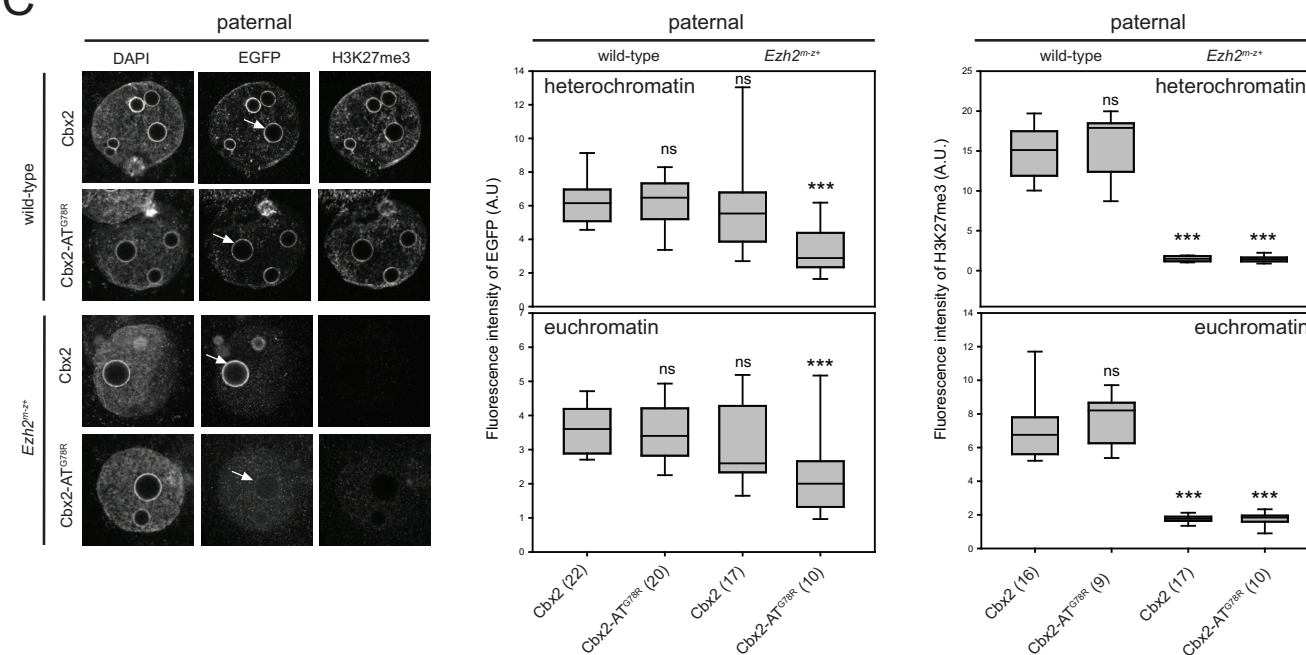 C
paternal
DAPI EGFP H3K27me3
wild-type
Cbx2
Cbx2-AT^G78R
Ezh2^m-z+
Cbx2
Cbx2-AT^G78R
paternal
wild-type Ezh2^m-z+
Fluorescence intensity of EGFP (A.U)
14
12
10
8
6
4
2
0
heterochromatin
ns
ns
***
7
6
5
4
3
2
1
0
euchromatin
ns
ns
***
Cbx2 (22)
Cbx2-AT^G78R (20)
Cbx2 (17)
Cbx2-AT^G78R (10)
paternal
wild-type Ezh2^m-z+
Fluorescence intensity of H3K27me3 (A.U.)
25
20
15
10
5
0
heterochromatin
ns
***
***
14
12
10
8
6
4
2
0
euchromatin
ns
***
***
Cbx2 (16)
Cbx2-AT^G78R (9)
Cbx2 (17)
Cbx2-AT^G78R (10)